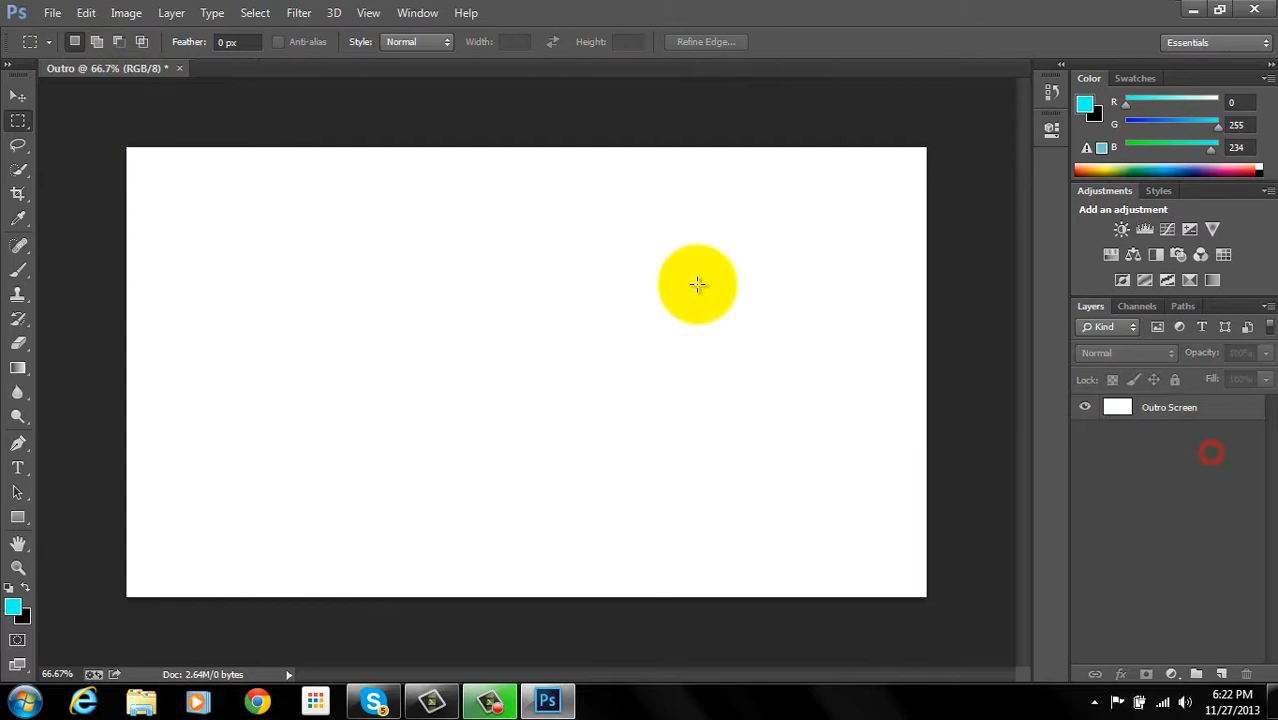 Ps File Edit Image Layer Type Select Filter 3D View Window Help
Feather: 0 px Anti-alias Style: Normal Width: Height: Refine Edge... Essentials
Outro @ 66.7% (RGB/8) * ×
Color Swatches
R 0
G 255
B 234
Adjustments Styles
Add an adjustment
Layers Channels Paths
Kind
Normal Opacity: 100%
Lock: Fill: 100%
Outro Screen
66.67% Doc: 2.64M/0 bytes
5 Ps
6:22 PM
11/27/2013